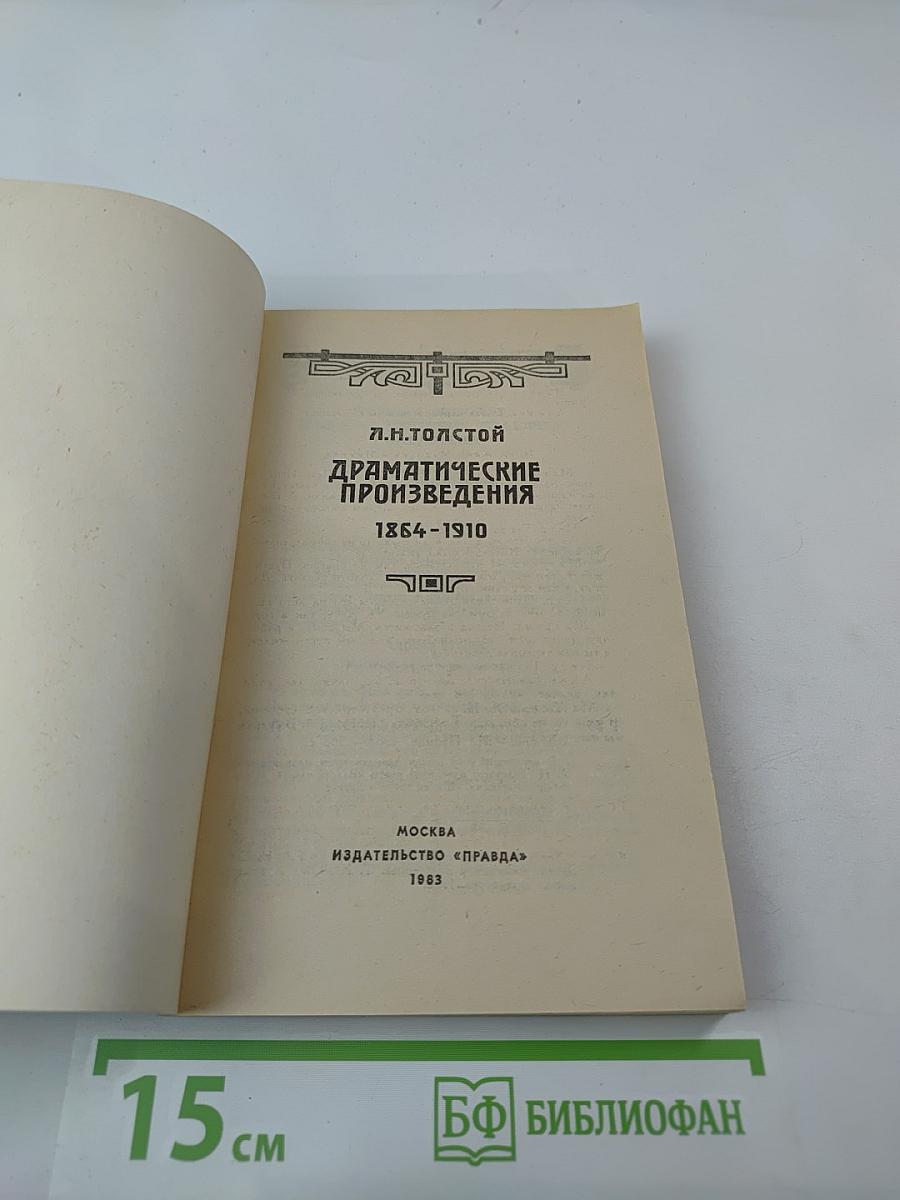 Л.Н.ТОЛСТОЙ
ДРАМАТИЧЕСКИЕ
ПРОИЗВЕДЕНИЯ
1864-1910
МОСКВА
ИЗДАТЕЛЬСТВО «ПРАВДА»
1983
15 см
БФ БИБЛИОФАН